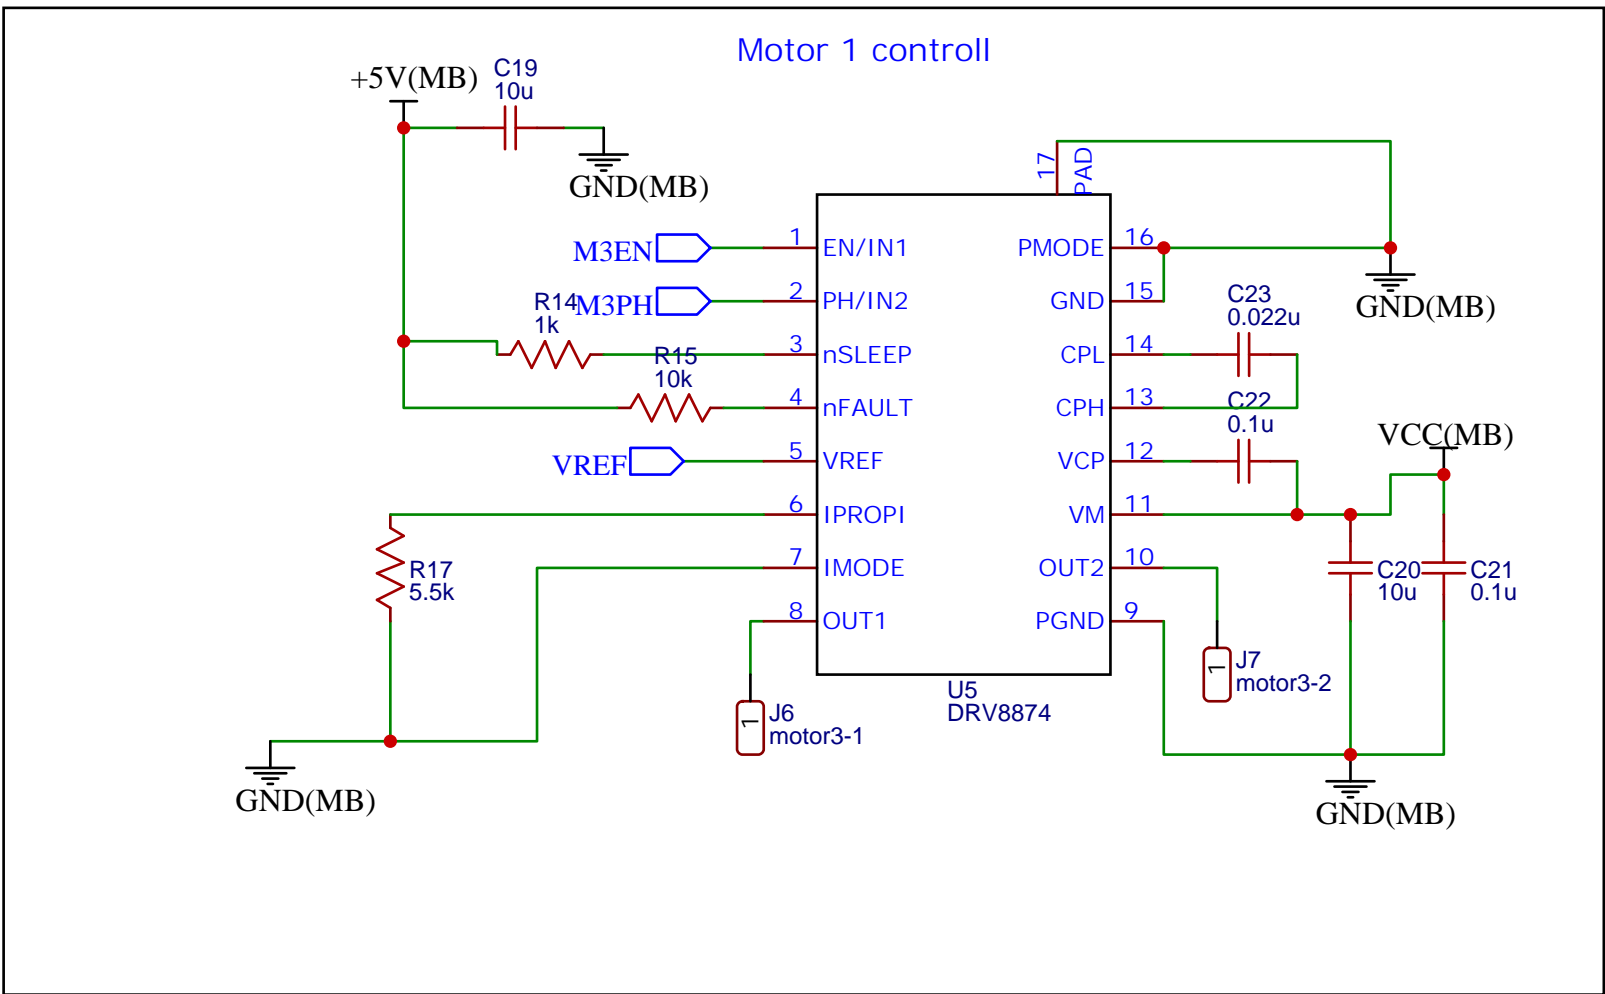 Motor 1 controll
+5V(MB)
C19
10u
GND(MB)
17
PAD
M3EN
1
EN/IN1
PMODE
16
M3PH
2
PH/IN2
GND
15
GND(MB)
R14
1k
3
nSLEEP
CPL
14
C23
0.022u
R15
10k
4
nFAULT
CPH
13
C22
0.1u
VREF
5
VREF
VCP
12
VCC(MB)
6
IPROPI
VM
11
R17
5.5k
7
IMODE
OUT2
10
C20
10u
C21
0.1u
8
OUT1
PGND
9
1
J7
motor3-2
1
J6
motor3-1
U5
DRV8874
GND(MB)
GND(MB)